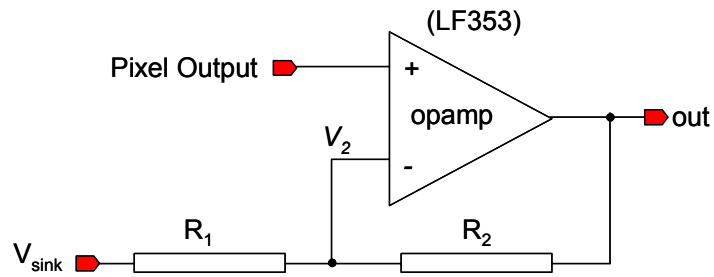 (LF353)
Pixel Output
+
opamp
out
V2
-
R1
R2
Vsink